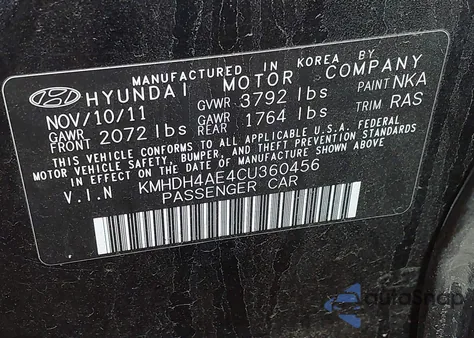 MANUFACTURED IN KOREA BY
HYUNDAI MOTOR COMPANY
NOV/10/11 GVWR 3792 lbs PAINT NKA
GAWR FRONT 2072 lbs GAWR REAR 1764 lbs TRIM RAS
THIS VEHICLE CONFORMS TO ALL APPLICABLE U.S.A. FEDERAL
MOTOR VEHICLE SAFETY, BUMPER, AND THEFT PREVENTION STANDARDS
IN EFFECT ON THE DATE OF MANUFACTURE SHOWN ABOVE.
V.I.N KMHDH4AE4CU360456
PASSENGER CAR
AutoSnap